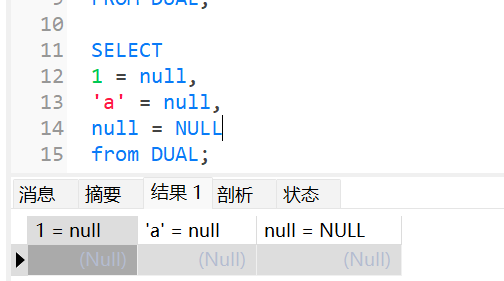 9 FROM DUAL;
10
11 SELECT
12 1 = null,
13 'a' = null,
14 null = NULL
15 from DUAL;
消息 摘要 结果 1 剖析 状态
1 = null 'a' = null null = NULL
(Null) (Null) (Null)